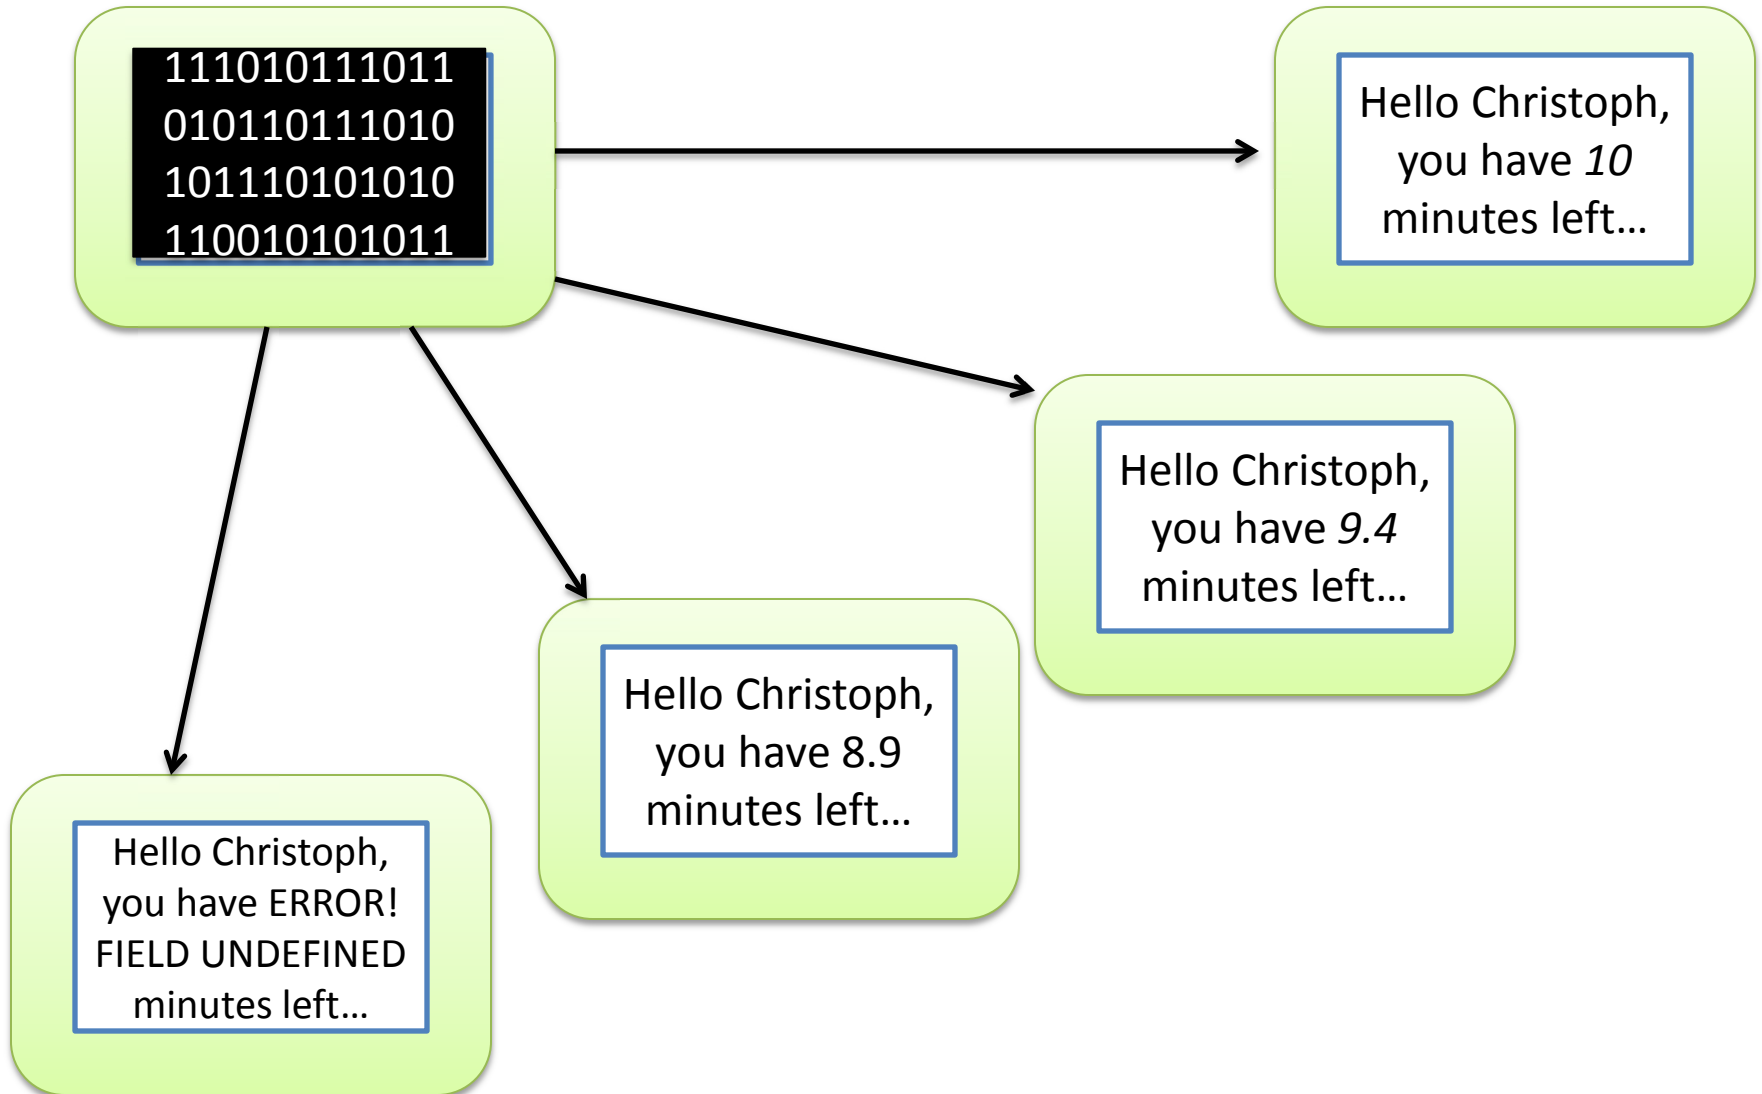 111010111011
010110111010
101110101010
110010101011
Hello Christoph,
you have 10
minutes left…
Hello Christoph,
you have 9.4
minutes left…
Hello Christoph,
you have 8.9
minutes left…
Hello Christoph,
you have ERROR!
FIELD UNDEFINED
minutes left…